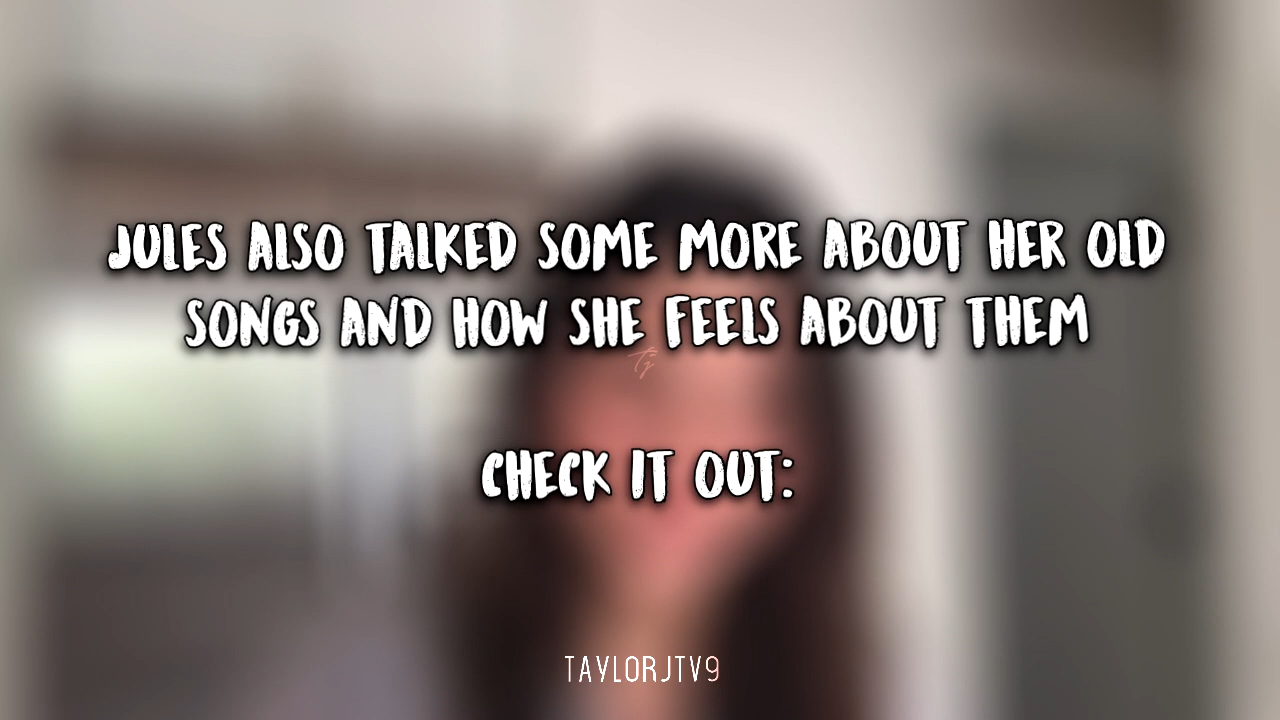 JULES ALSO TALKED SOME MORE ABOUT HER OLD
SONGS AND HOW SHE FEELS ABOUT THEM
Tj
CHECK IT OUT:
TAYLORJTV9